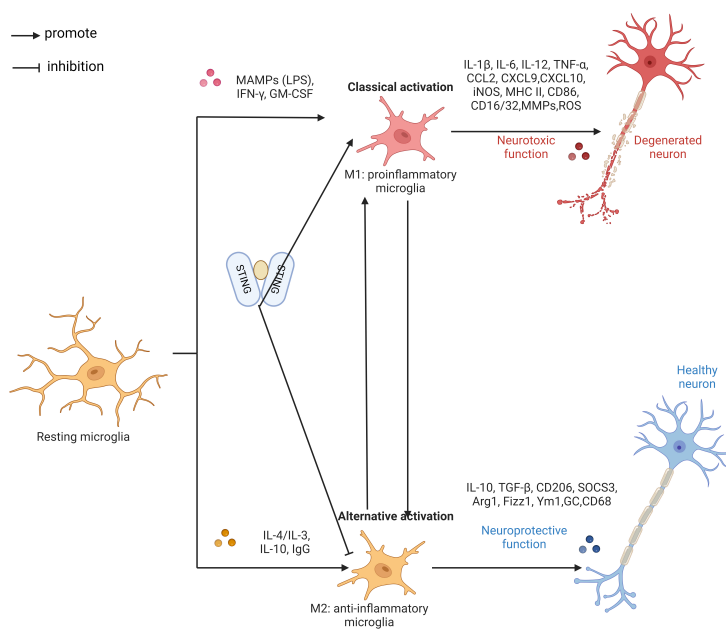 promote
inhibition
MAMPs (LPS),
IFN-γ, GM-CSF
Classical activation
M1: proinflammatory
microglia
IL-1β, IL-6, IL-12, TNF-α,
CCL2, CXCL9,CXCL10,
iNOS, MHC II, CD86,
CD16/32,MMPs,ROS
Neurotoxic
function
Degenerated
neuron
STING
STING
Resting microglia
Healthy
neuron
IL-4/IL-3,
IL-10, IgG
Alternative activation
M2: anti-inflammatory
microglia
IL-10, TGF-β, CD206, SOCS3,
Arg1, Fizz1, Ym1,GC,CD68
Neuroprotective
function